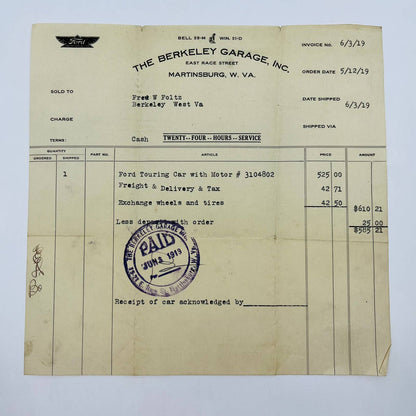 Ford
BELL 59-M WIN. 31-D
THE BERKELEY GARAGE, INC.
EAST RACE STREET
MARTINSBURG, W. VA.
INVOICE NO. 6/3/19
ORDER DATE 5/12/19
SOLD TO
Fred W Foltz
Berkeley West Va
DATE SHIPPED
6/3/19
CHARGE
SHIPPED VIA
TERMS: Cash TWENTY--FOUR--HOURS--SERVICE
QUANTITY
ORDERED SHIPPED PART NO. ARTICLE PRICE AMOUNT
1 Ford Touring Car with Motor # 3104802 525 00
Freight & Delivery & Tax 42 71
Exchange wheels and tires 42 50
$610 21
Less deposit with order 25 00
$585 21
THE BERKELEY GARAGE
PAID
JUN 3 1919
Receipt of car acknowledged by